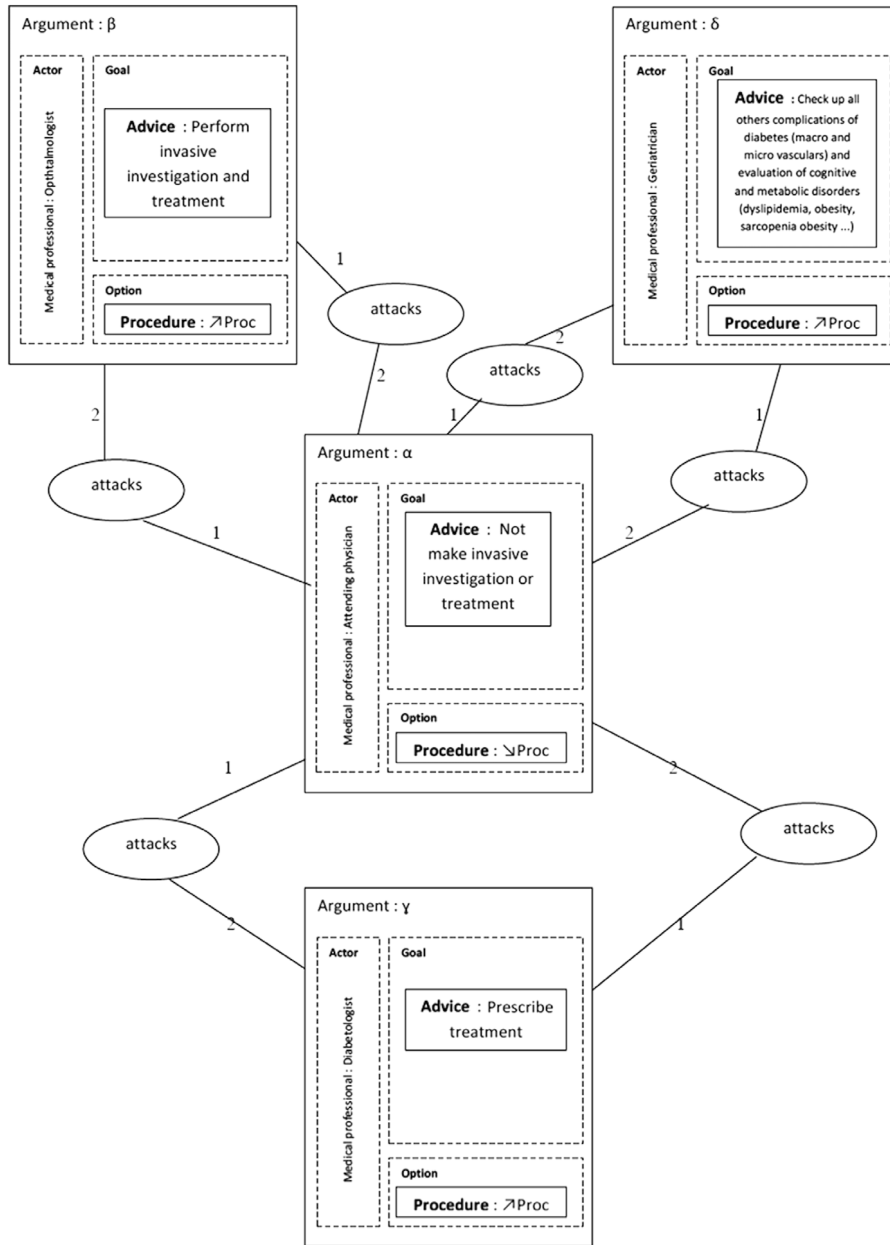 Argument : β
Actor
Medical professional : Opthtalmologist
Goal
Advice : Perform
invasive
investigation and
treatment
Option
Procedure : ↗Proc
Argument : δ
Actor
Medical professional : Geriatrician
Goal
Advice : Check up all
others complications of
diabetes (macro and
micro vasculars) and
evaluation of cognitive
and metabolic disorders
(dyslipidemia, obesity,
sarcopenia obesity ...)
Option
Procedure : ↗Proc
1
attacks
2
2
attacks
1
2
attacks
1
1
attacks
2
Argument : α
Actor
Medical professional : Attending physician
Goal
Advice : Not
make invasive
investigation or
treatment
Option
Procedure : ↘Proc
1
attacks
2
2
attacks
1
Argument : ɣ
Actor
Medical professional : Diabetologist
Goal
Advice : Prescribe
treatment
Option
Procedure : ↗Proc